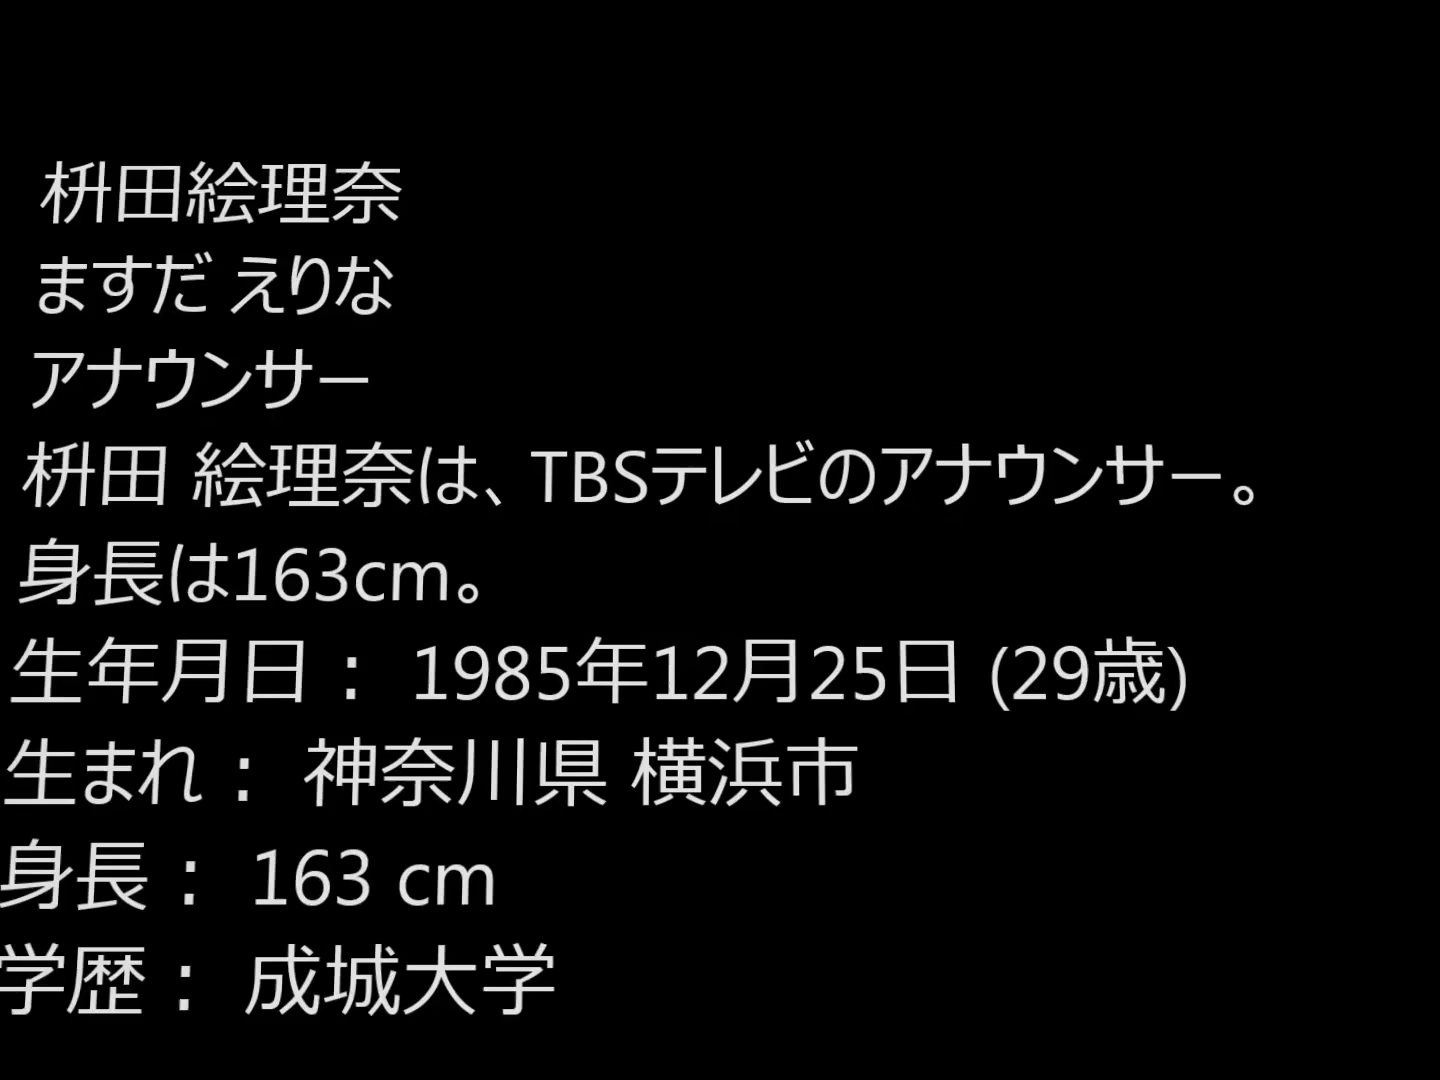 枡田絵理奈
ますだ えりな
アナウンサー
枡田 絵理奈は、TBSテレビのアナウンサー。
身長は163cm。
生年月日： 1985年12月25日 (29歳)
生まれ： 神奈川県 横浜市
身長： 163 cm
学歴： 成城大学